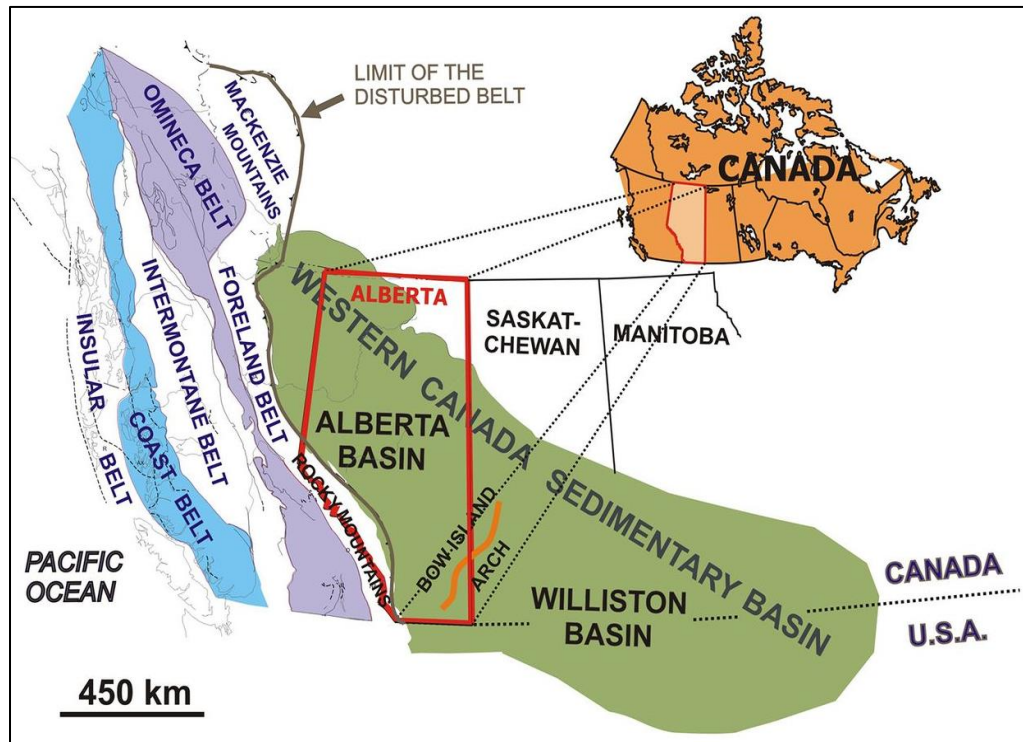 LIMIT OF THE
DISTURBED BELT
CANADA
OMINECA BELT
MACKENZIE
MOUNTAINS
INTERMONTANE BELT
FORELAND BELT
INSULAR
BELT
COAST BELT
WESTERN CANADA SEDIMENTARY BASIN
ALBERTA
SASKAT-
CHEWAN
MANITOBA
ALBERTA
BASIN
ROCKY MOUNTAINS
BOW-ISLAND
ARCH
PACIFIC
OCEAN
WILLISTON
BASIN
CANADA
U.S.A.
450 km